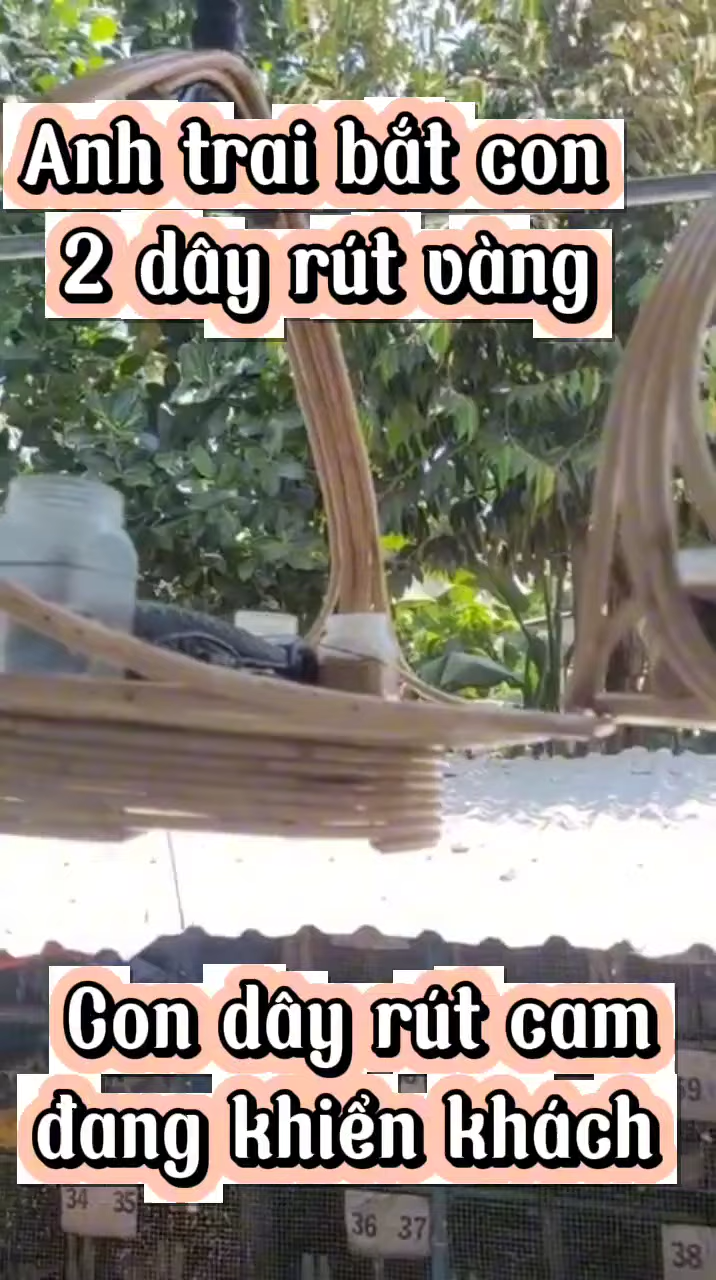 Anh trai bắt con
2 dây rút vàng
Con dây rút cam
đang khiển khách
59
34 35
36 37
38